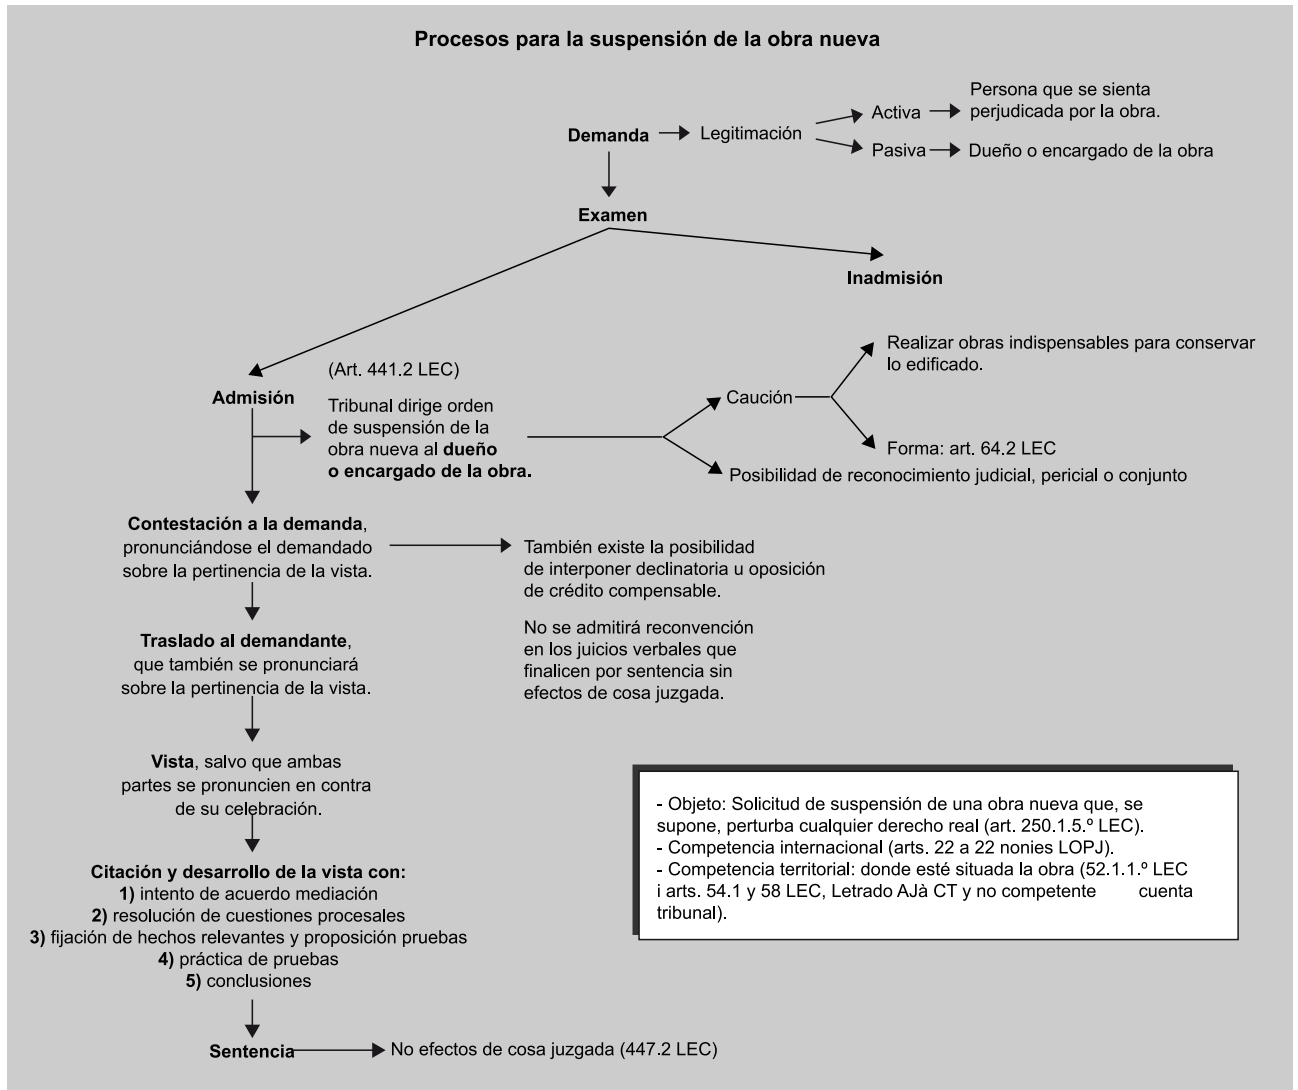 Procesos para la suspensión de la obra nueva
Demanda
Legitimación
Activa
Persona que se sienta
perjudicada por la obra.
Pasiva
Dueño o encargado de la obra
Examen
Inadmisión
Admisión
(Art. 441.2 LEC)
Tribunal dirige orden
de suspensión de la
obra nueva al dueño
o encargado de la obra.
Caución
Realizar obras indispensables para conservar
lo edificado.
Forma: art. 64.2 LEC
Posibilidad de reconocimiento judicial, pericial o conjunto
Contestación a la demanda,
pronunciándose el demandado
sobre la pertinencia de la vista.
También existe la posibilidad
de interponer declinatoria u oposición
de crédito compensable.
No se admitirá reconvención
en los juicios verbales que
finalicen por sentencia sin
efectos de cosa juzgada.
Traslado al demandante,
que también se pronunciará
sobre la pertinencia de la vista.
Vista, salvo que ambas
partes se pronuncien en contra
de su celebración.
Citación y desarrollo de la vista con:
1) intento de acuerdo mediación
2) resolución de cuestiones procesales
3) fijación de hechos relevantes y proposición pruebas
4) práctica de pruebas
5) conclusiones
Sentencia
No efectos de cosa juzgada (447.2 LEC)
- Objeto: Solicitud de suspensión de una obra nueva que, se
supone, perturba cualquier derecho real (art. 250.1.5.º LEC).
- Competencia internacional (arts. 22 a 22 nonies LOPJ).
- Competencia territorial: donde esté situada la obra (52.1.1.º LEC
i arts. 54.1 y 58 LEC, Letrado AJà CT y no competente cuenta
tribunal).